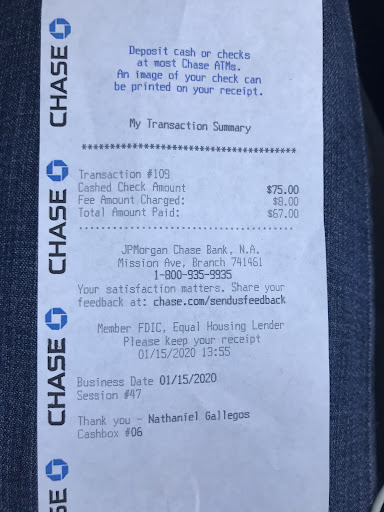 CHASE
CHASE
CHASE
SE
Deposit cash or checks
at most Chase ATMs.
An image of your check can
be printed on your receipt.
My Transaction Summary
****************************************
Transaction #109
Cashed Check Amount $75.00
Fee Amount Charged: $8.00
Total Amount Paid: $67.00
........................................
JPMorgan Chase Bank, N.A.
Mission Ave, Branch 741461
1-800-935-9935
Your satisfaction matters. Share your
feedback at: chase.com/sendusfeedback
Member FDIC, Equal Housing Lender
Please keep your receipt
01/15/2020 13:55
Business Date 01/15/2020
Session #47
Thank you - Nathaniel Gallegos
Cashbox #06